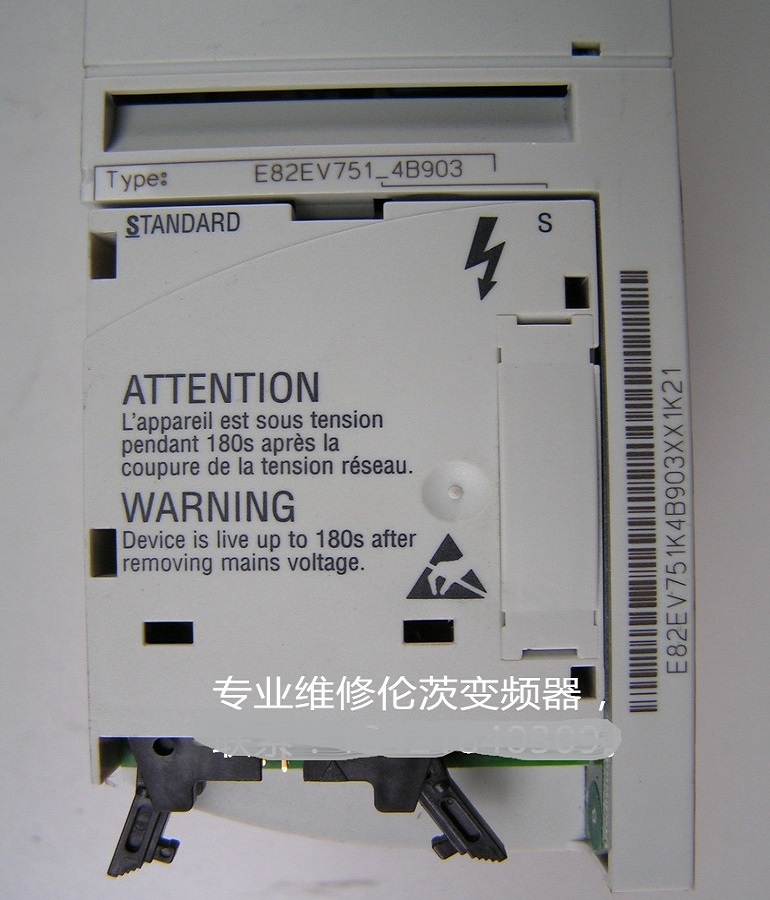 Type: E82EV751_4B903
STANDARD
S
ATTENTION
L'appareil est sous tension
pendant 180s après la
coupure de la tension réseau.
WARNING
Device is live up to 180s after
removing mains voltage.
E82EV751K4B903XX1K21
专业维修伦茨变频器，